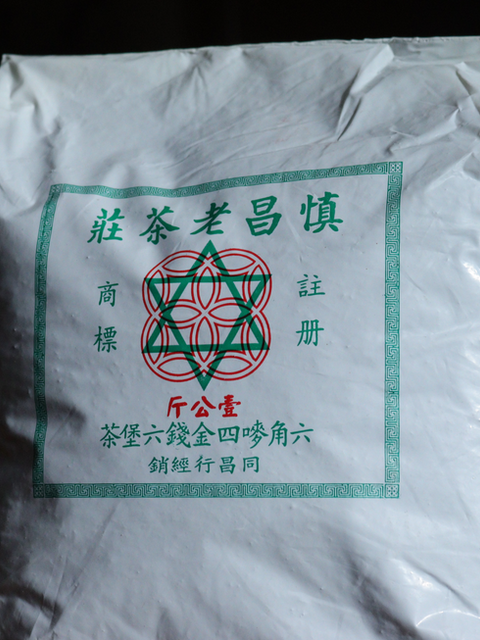 慎昌老茶莊
註册
商標
壹公斤
六角嘜四金錢六堡茶
同昌行經銷